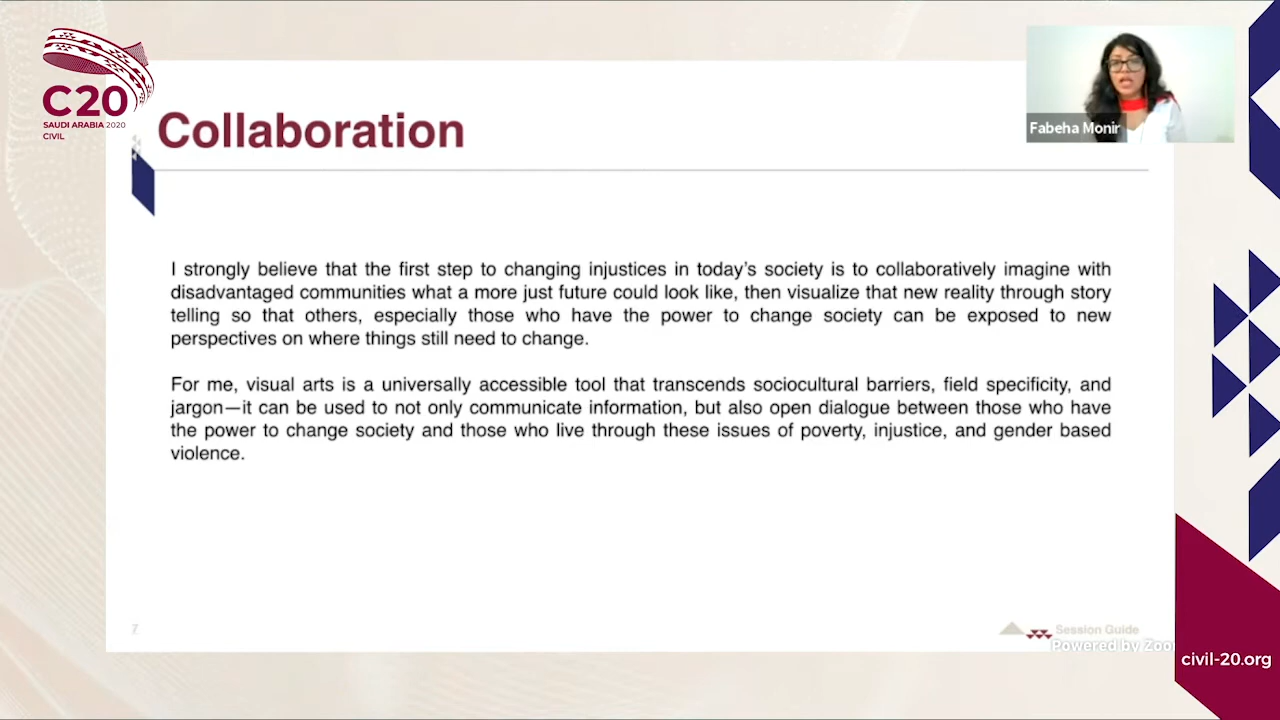 C20
SAUDI ARABIA 2020
CIVIL
Collaboration
Fabeha Monir
I strongly believe that the first step to changing injustices in today's society is to collaboratively imagine with
disadvantaged communities what a more just future could look like, then visualize that new reality through story
telling so that others, especially those who have the power to change society can be exposed to new
perspectives on where things still need to change.
For me, visual arts is a universally accessible tool that transcends sociocultural barriers, field specificity, and
jargon—it can be used to not only communicate information, but also open dialogue between those who have
the power to change society and those who live through these issues of poverty, injustice, and gender based
violence.
7
Session Guide
Powered by Zoo
civil-20.org